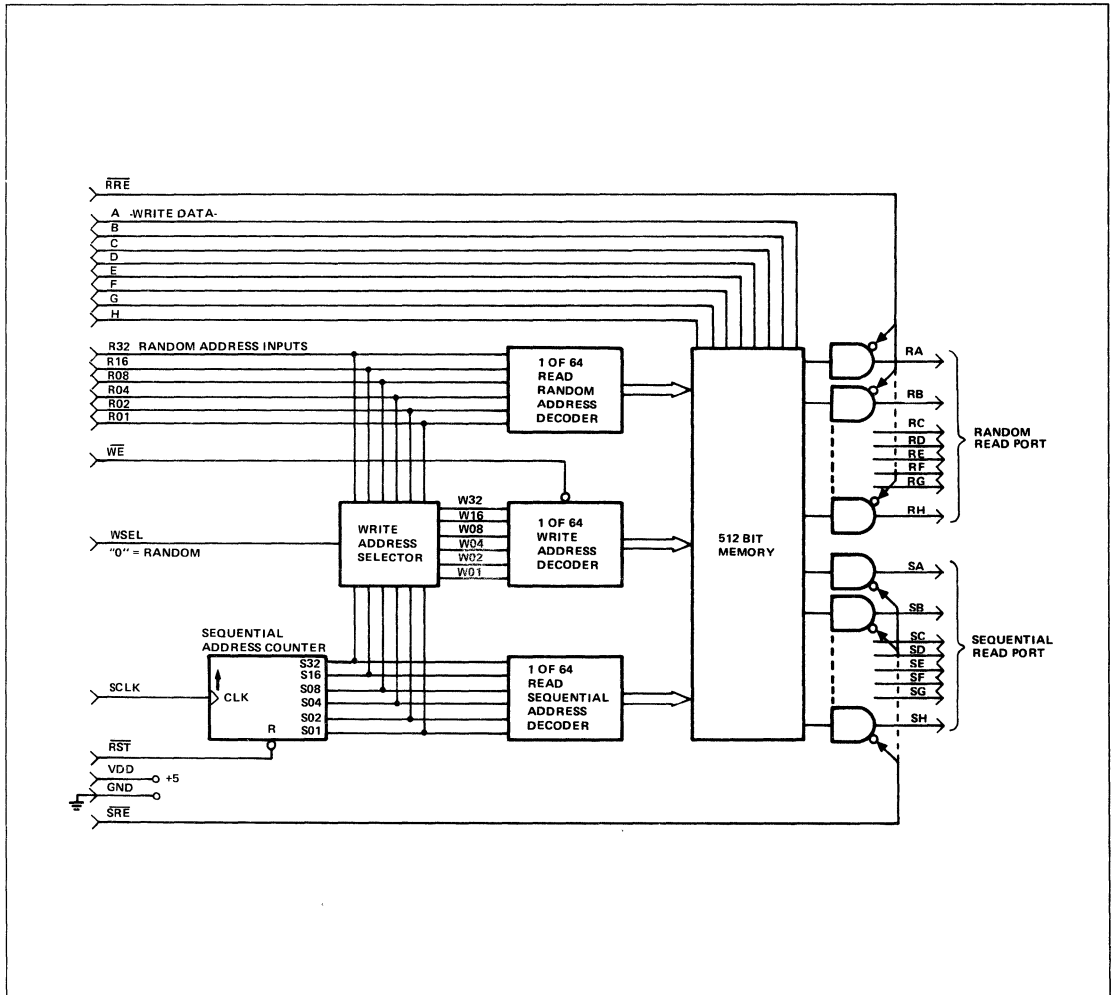 R̅R̅E̅
A -WRITE DATA-
B
C
D
E
F
G
H
R32 RANDOM ADDRESS INPUTS
R16
R08
R04
R02
R01
W̅E̅
WSEL
"0" = RANDOM
SEQUENTIAL
ADDRESS COUNTER
SCLK
CLK
R
S32
S16
S08
S04
S02
S01
R̅S̅T̅
VDD
+5
GND
S̅R̅E̅
WRITE
ADDRESS
SELECTOR
W32
W16
W08
W04
W02
W01
1 OF 64
READ
RANDOM
ADDRESS
DECODER
1 OF 64
WRITE
ADDRESS
DECODER
1 OF 64
READ
SEQUENTIAL
ADDRESS
DECODER
512 BIT
MEMORY
RA
RB
RC
RD
RE
RF
RG
RH
RANDOM
READ PORT
SA
SB
SC
SD
SE
SF
SG
SH
SEQUENTIAL
READ PORT